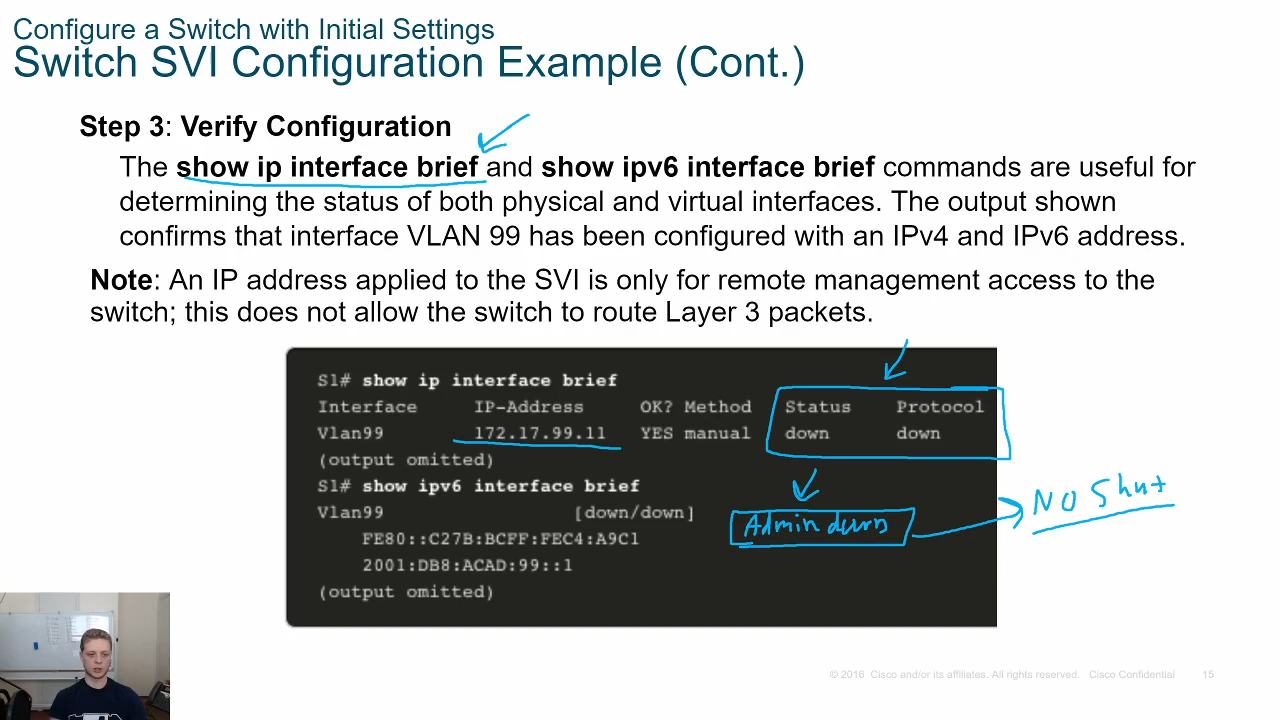 Configure a Switch with Initial Settings
Switch SVI Configuration Example (Cont.)
Step 3: Verify Configuration
The show ip interface brief and show ipv6 interface brief commands are useful for
determining the status of both physical and virtual interfaces. The output shown
confirms that interface VLAN 99 has been configured with an IPv4 and IPv6 address.
Note: An IP address applied to the SVI is only for remote management access to the
switch; this does not allow the switch to route Layer 3 packets.
S1# show ip interface brief
Interface IP-Address OK? Method Status Protocol
Vlan99 172.17.99.11 YES manual down down
(output omitted)
S1# show ipv6 interface brief
Vlan99 [down/down]
FE80::C27B:BCFF:FEC4:A9C1
2001:DB8:ACAD:99::1
(output omitted)
Admin down
NO Shut
© 2016 Cisco and/or its affiliates. All rights reserved. Cisco Confidential 15